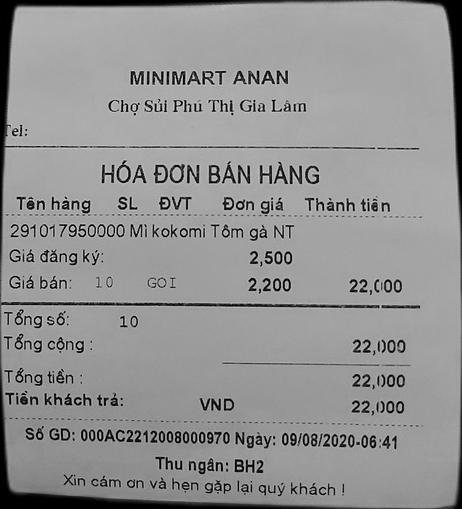 MINIMART ANAN
Chợ Sủi Phú Thị Gia Lâm
Tel:
HÓA ĐƠN BÁN HÀNG
Tên hàng SL ĐVT Đơn giá Thành tiên
291017950000 Mì kokomi Tôm gà NT
Giá đăng ký: 2,500
Giá bán: 10 GOI 2,200 22,000
Tổng số: 10
Tổng cộng : 22,000
Tổng tiền : 22,000
Tiền khách trả: VND 22,000
Số GD: 000AC2212008000970 Ngày: 09/08/2020-06:41
Thu ngân: BH2
Xin cám ơn và hẹn gặp lại quý khách !